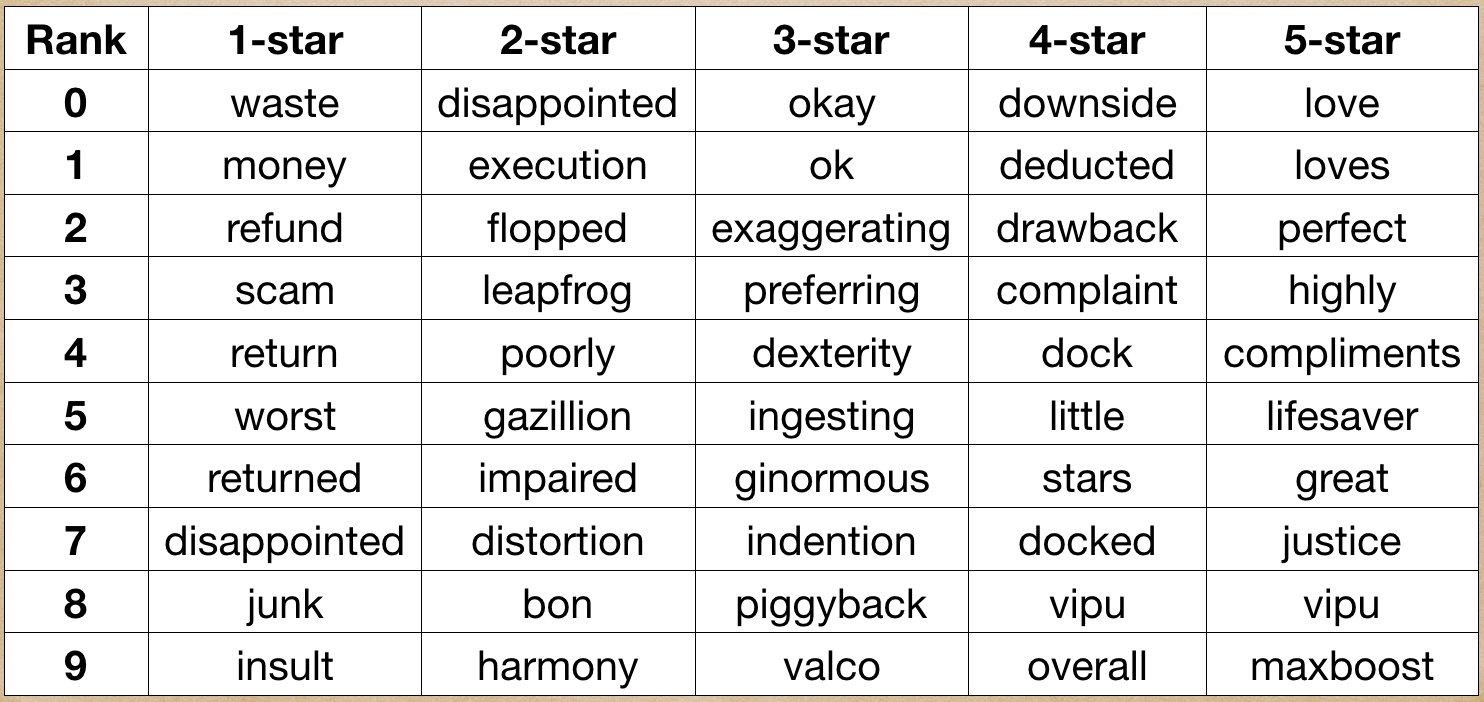 Rank 1-star 2-star 3-star 4-star 5-star
0 waste disappointed okay downside love
1 money execution ok deducted loves
2 refund flopped exaggerating drawback perfect
3 scam leapfrog preferring complaint highly
4 return poorly dexterity dock compliments
5 worst gazillion ingesting little lifesaver
6 returned impaired ginormous stars great
7 disappointed distortion indention docked justice
8 junk bon piggyback vipu vipu
9 insult harmony valco overall maxboost